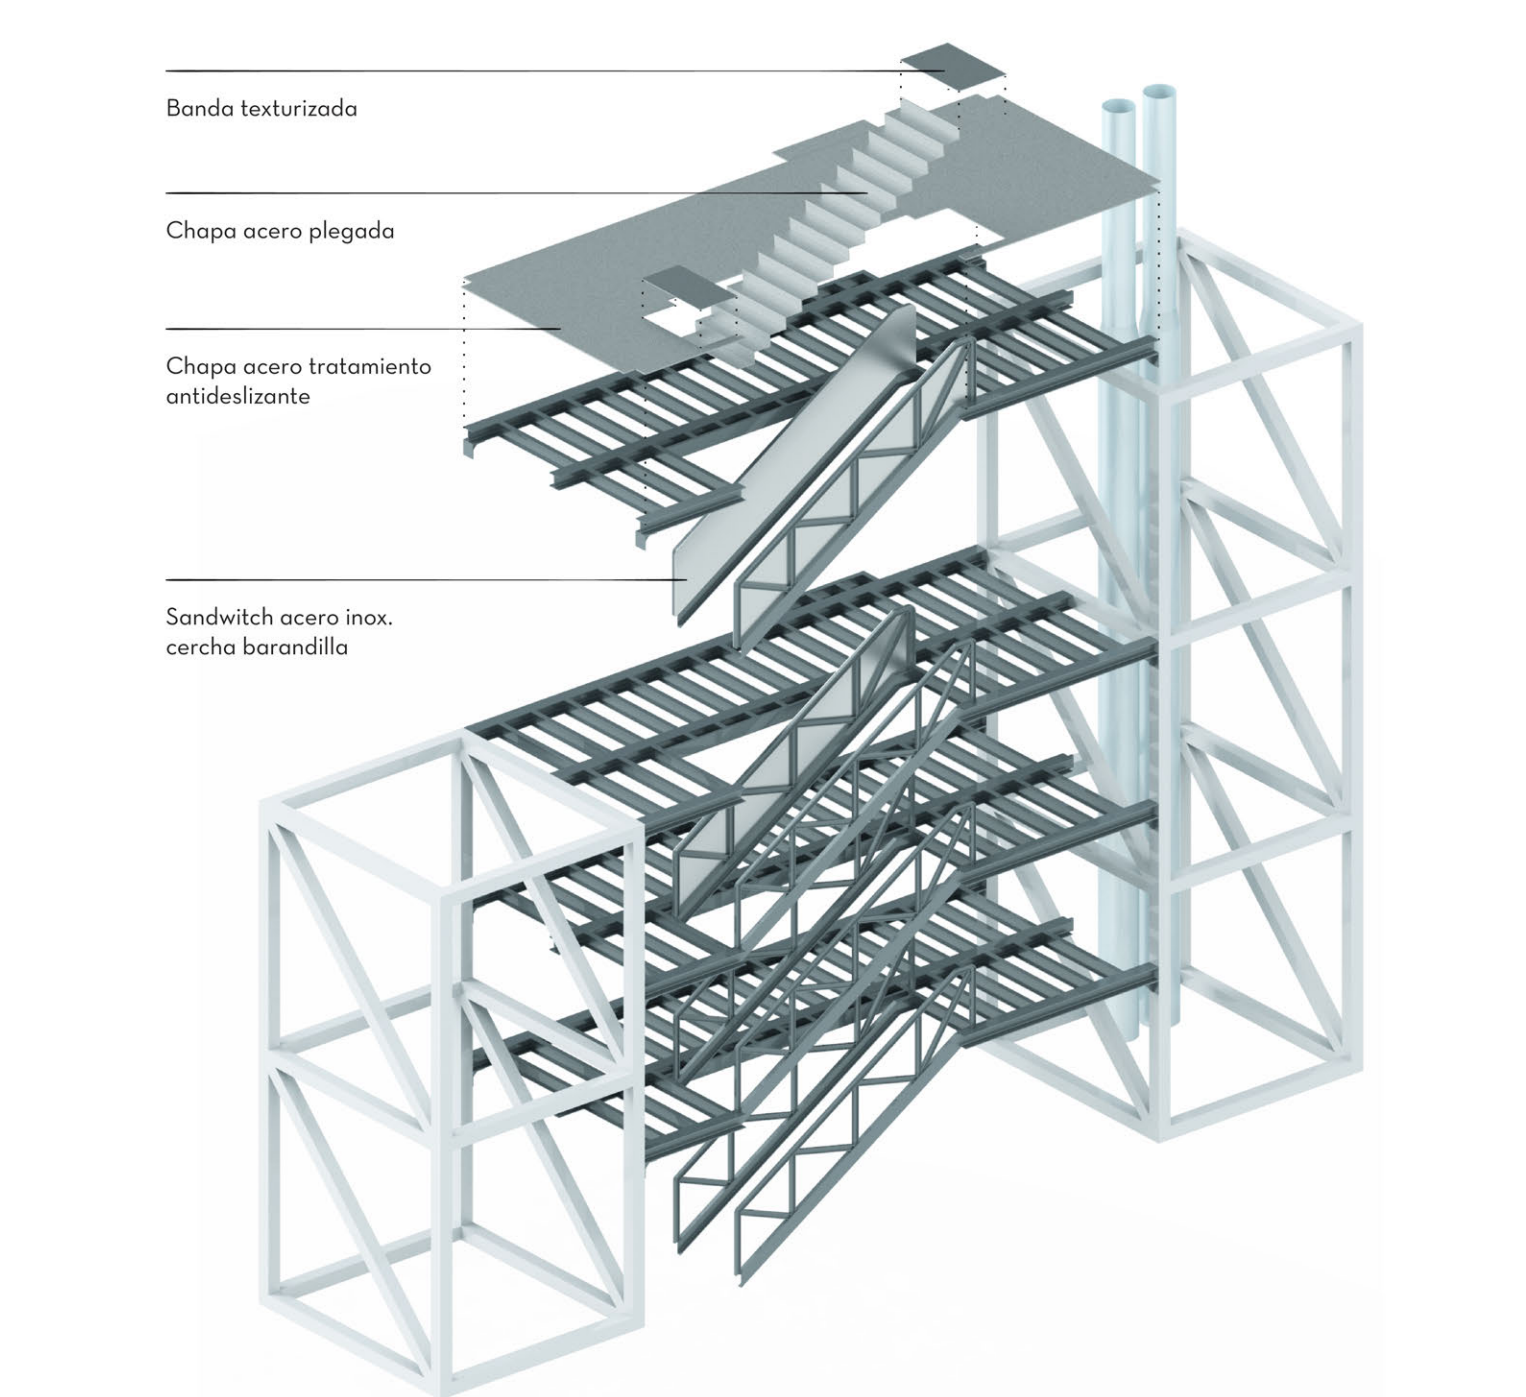 Banda texturizada
Chapa acero plegada
Chapa acero tratamiento
antideslizante
Sandwitch acero inox.
cercha barandilla